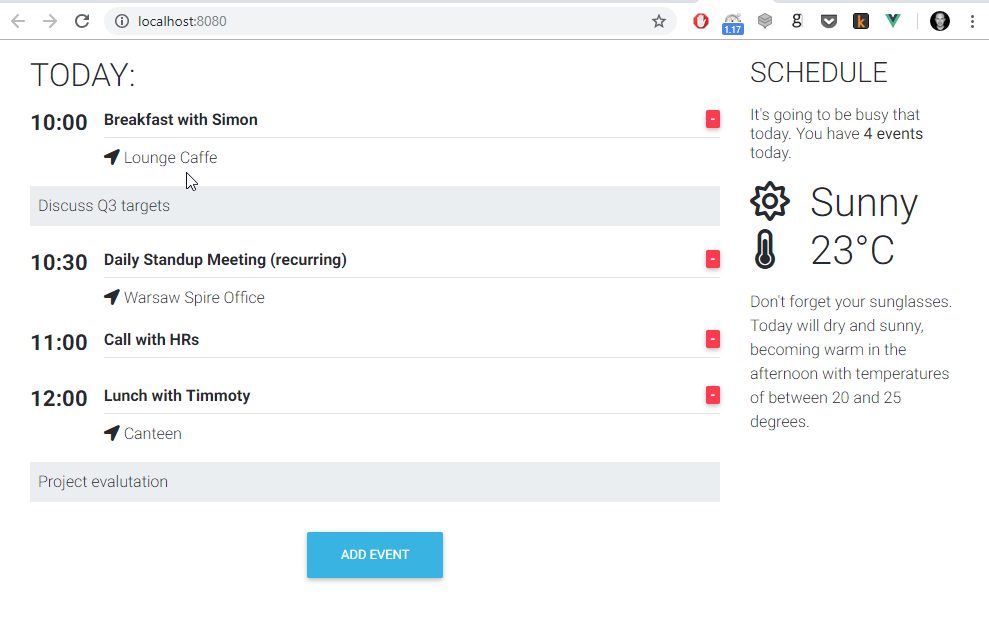 localhost:8080
1.17
g
k
TODAY:
10:00 Breakfast with Simon -
Lounge Caffe
Discuss Q3 targets
10:30 Daily Standup Meeting (recurring) -
Warsaw Spire Office
11:00 Call with HRs -
12:00 Lunch with Timmoty -
Canteen
Project evalutation
ADD EVENT
SCHEDULE
It's going to be busy that
today. You have 4 events
today.
Sunny
23°C
Don't forget your sunglasses.
Today will dry and sunny,
becoming warm in the
afternoon with temperatures
of between 20 and 25
degrees.